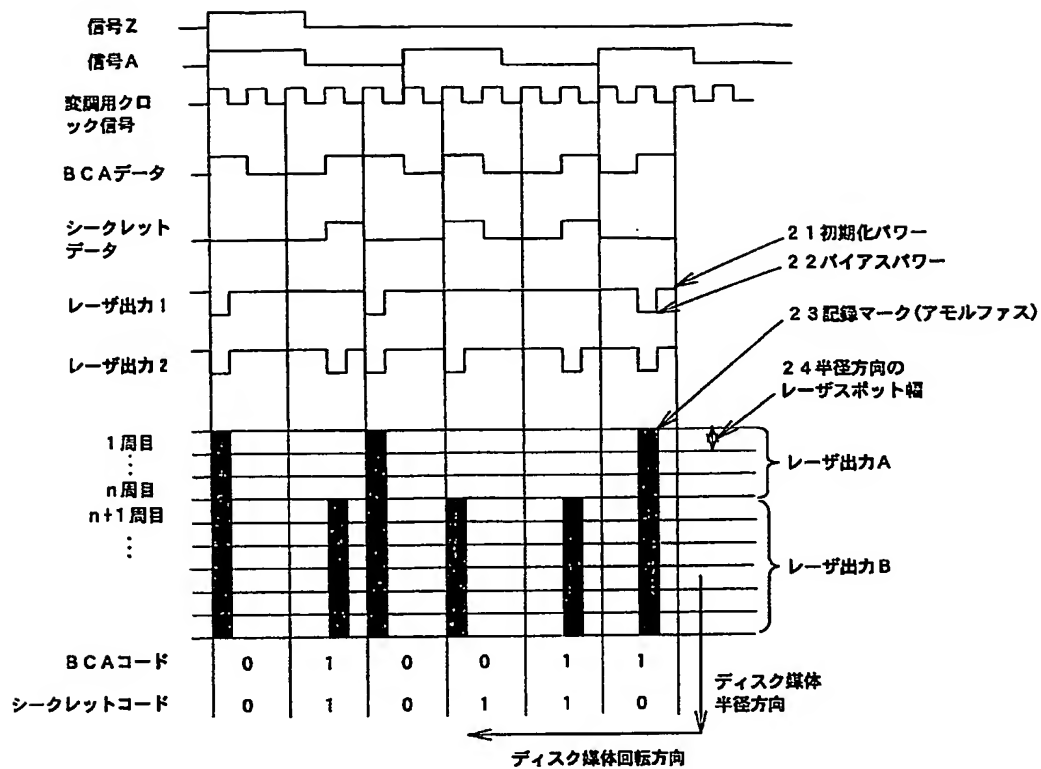 信号Z
信号A
変調用クロ
ック信号
BCAデータ
シークレット
データ
21初期化パワー
22バイアスパワー
レーザ出力1
23記録マーク(アモルファス)
レーザ出力2
24半径方向の
レーザスポット幅
1周目
⋮
n周目
n+1周目
⋮
レーザ出力A
レーザ出力B
BCAコード 0 1 0 0 1 1
シークレットコード 0 1 0 1 1 0
ディスク媒体
半径方向
ディスク媒体回転方向